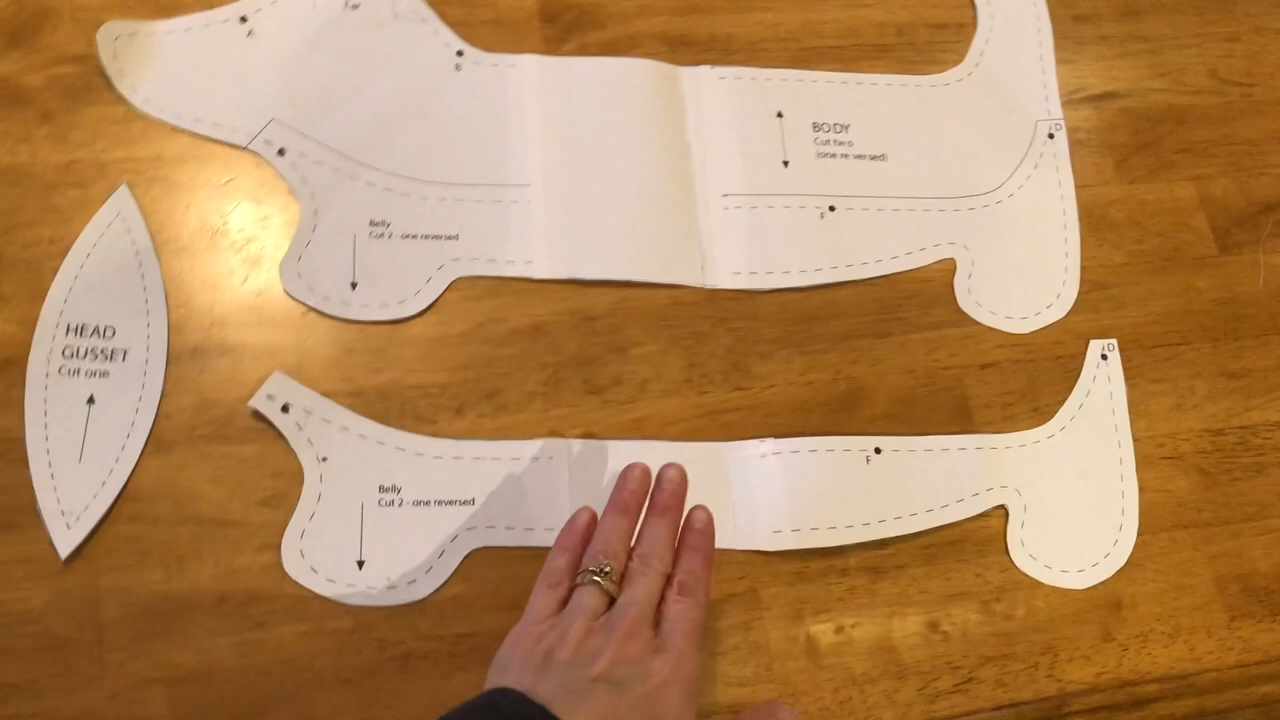 A
B
BODY
Cut two
(one reversed)
D
F
Belly
Cut 2 - one reversed
HEAD
GUSSET
Cut one
D
F
Belly
Cut 2 - one reversed